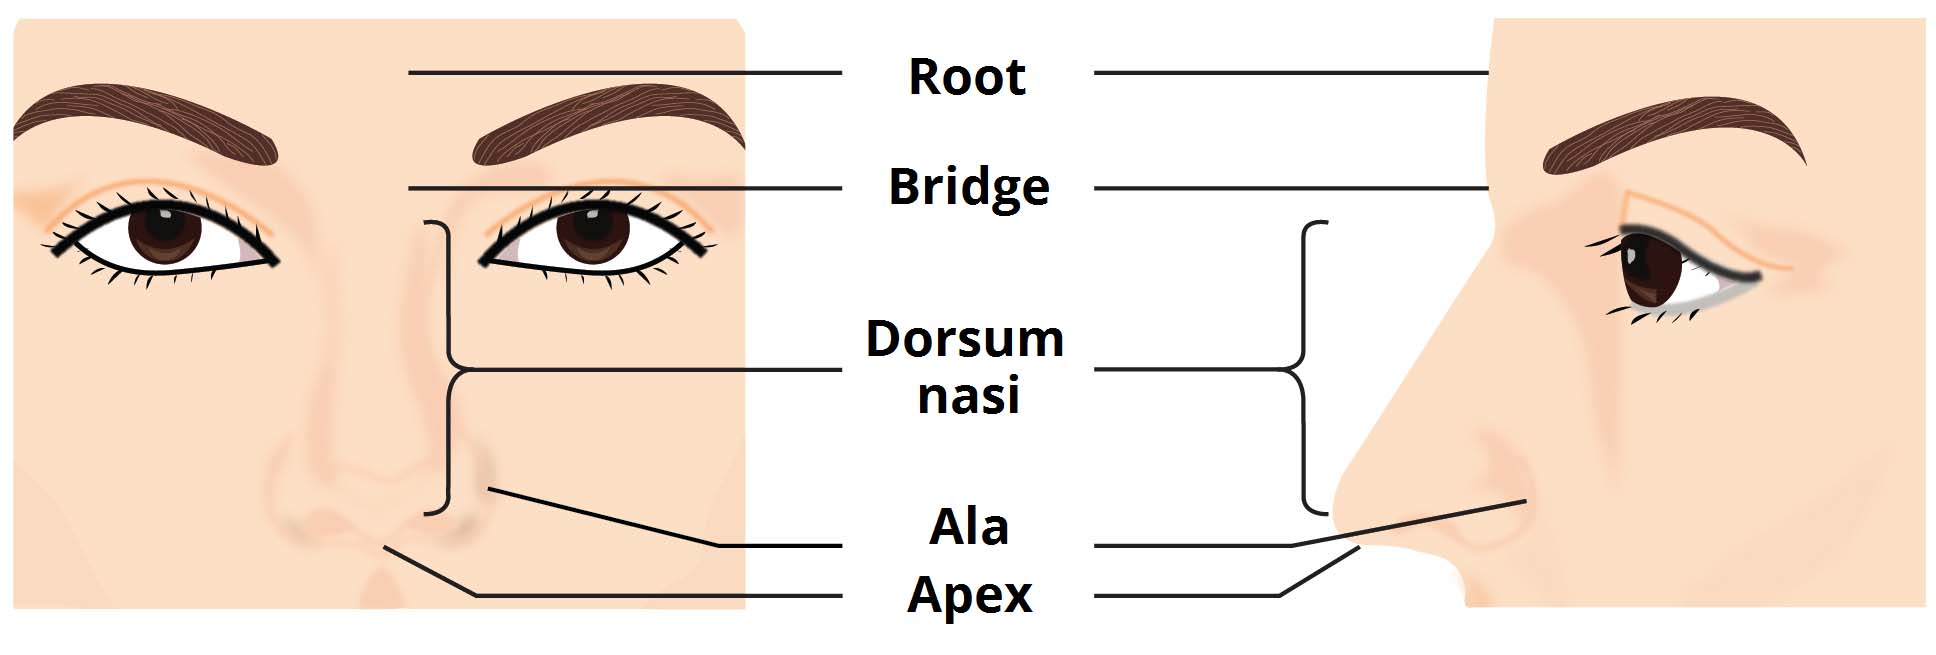 Root
Bridge
Dorsum
nasi
Ala
Apex